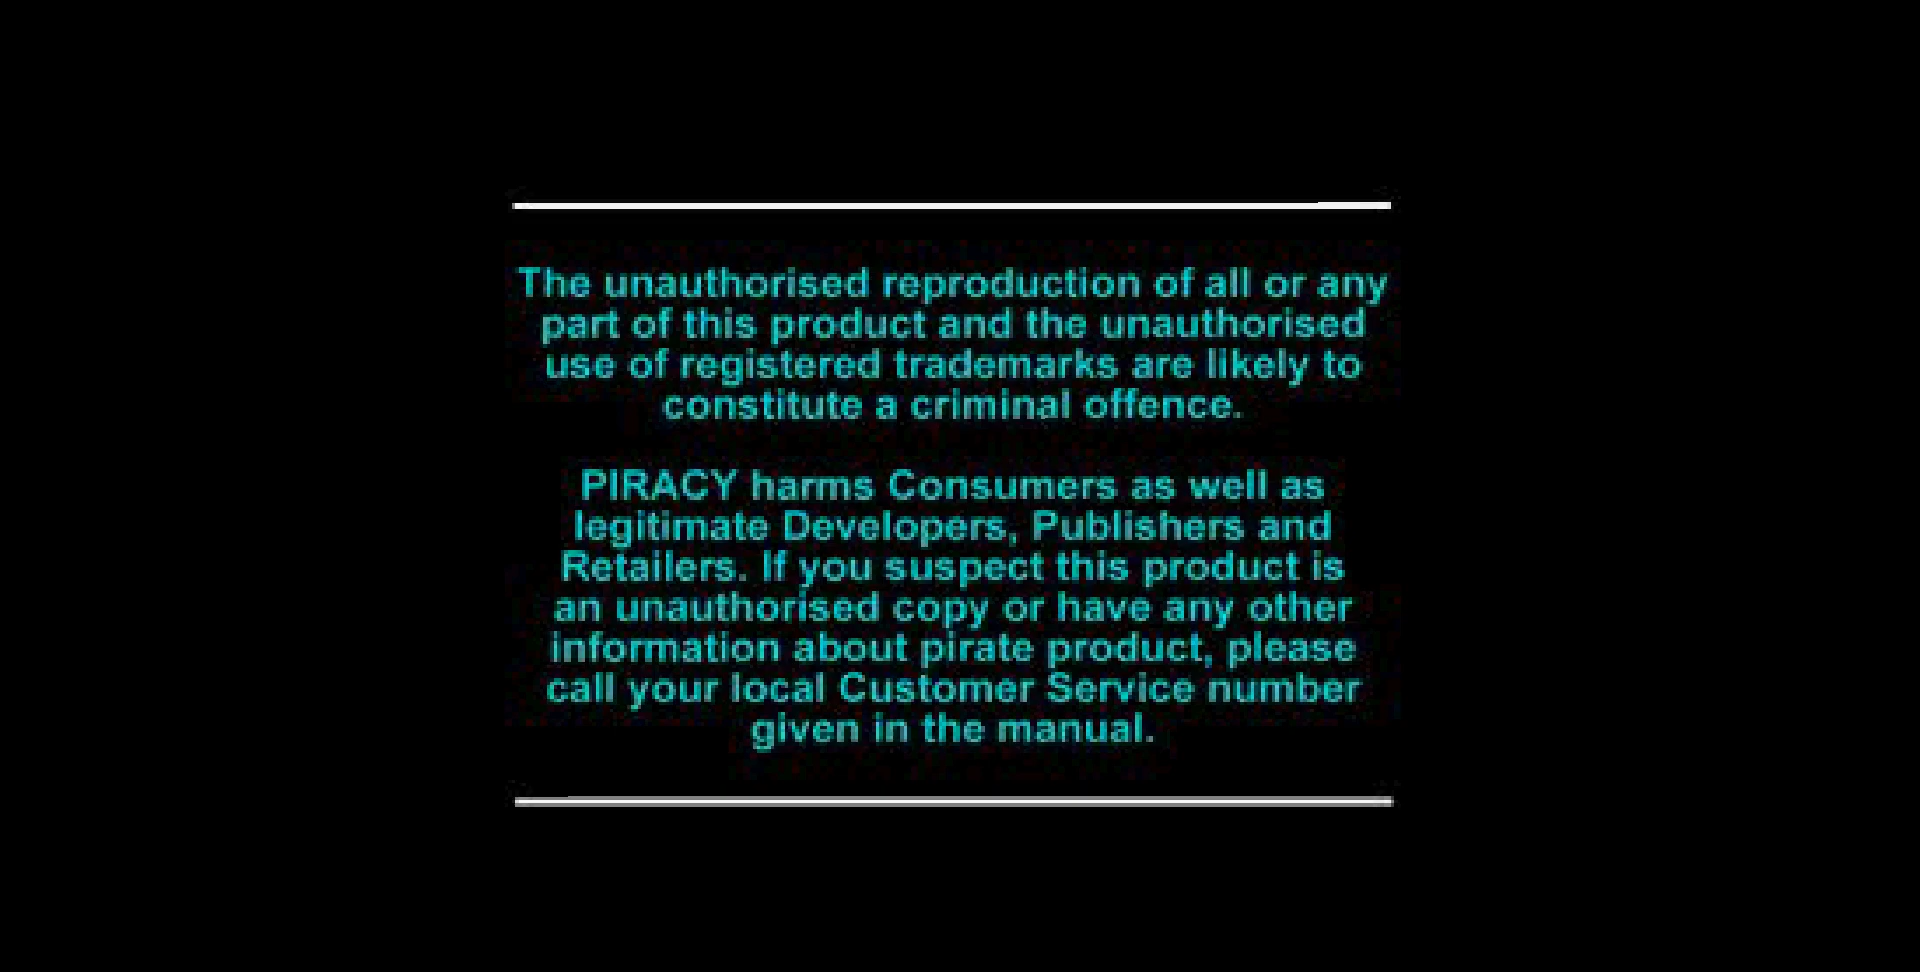 The unauthorised reproduction of all or any
part of this product and the unauthorised
use of registered trademarks are likely to
constitute a criminal offence.
PIRACY harms Consumers as well as
legitimate Developers, Publishers and
Retailers. If you suspect this product is
an unauthorised copy or have any other
information about pirate product, please
call your local Customer Service number
given in the manual.